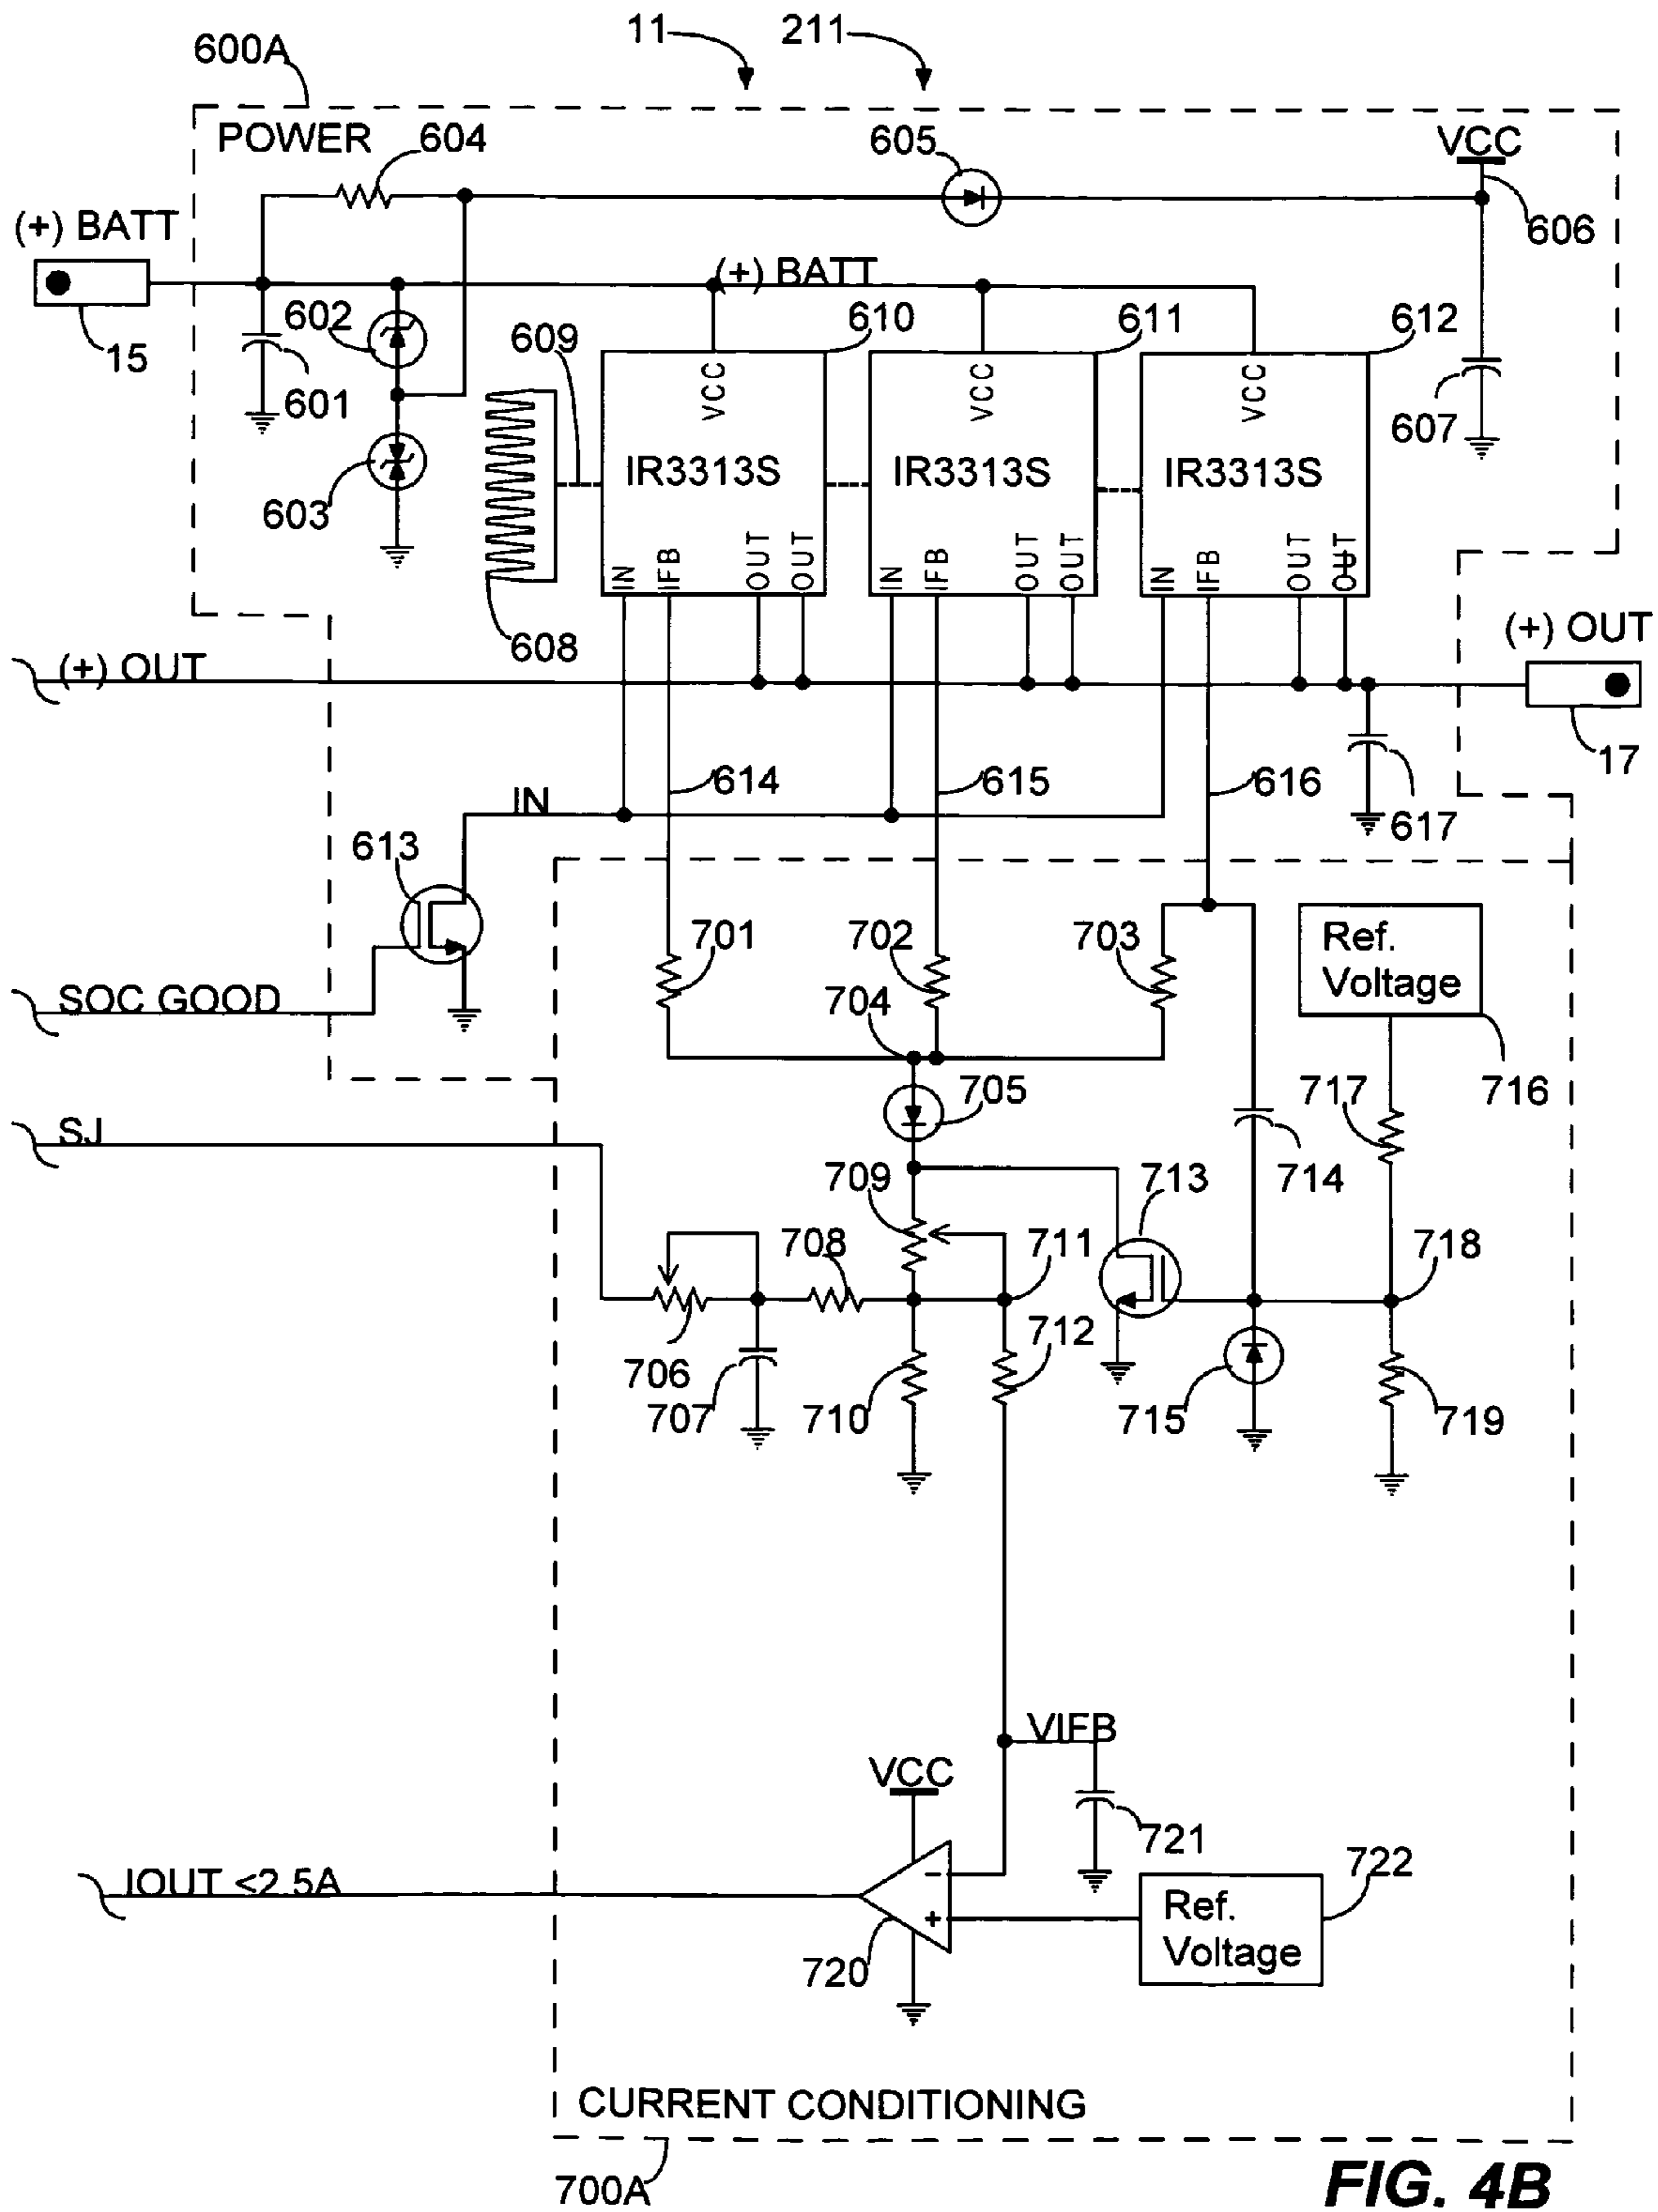 11
211
600A
POWER
604
605
VCC
606
(+) BATT
15
(+) BATT
602
601
603
609
610
611
612
607
VCC
VCC
VCC
IR3313S
IR3313S
IR3313S
IN
IFB
OUT
OUT
IN
IFB
OUT
OUT
IN
IFB
OUT
OUT
608
(+) OUT
(+) OUT
17
614
615
616
617
IN
613
SOC GOOD
701
702
703
704
Ref.
Voltage
716
705
717
SJ
714
709
713
708
711
718
706
707
710
712
715
719
VIFB
VCC
721
IOUT <2.5A
720
Ref.
Voltage
722
CURRENT CONDITIONING
700A
FIG. 4B